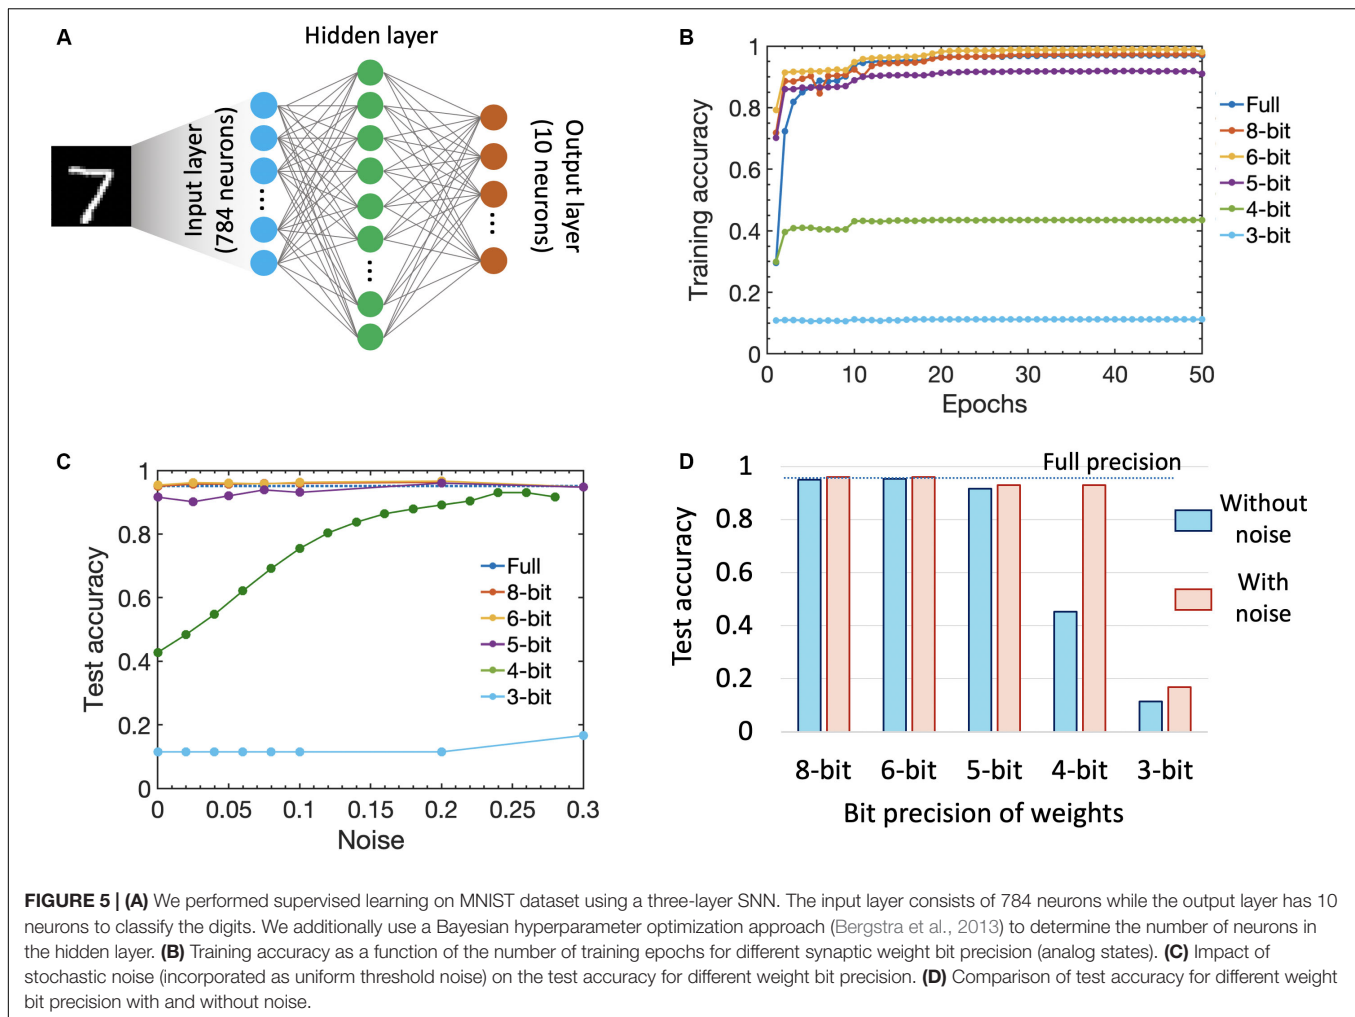 A
Hidden layer
Input layer
(784 neurons)
Output layer
(10 neurons)
B
Training accuracy
1
0.8
0.6
0.4
0.2
0
0 10 20 30 40 50
Epochs
Full
8-bit
6-bit
5-bit
4-bit
3-bit
C
Test accuracy
1
0.8
0.6
0.4
0.2
0
0 0.05 0.1 0.15 0.2 0.25 0.3
Noise
Full
8-bit
6-bit
5-bit
4-bit
3-bit
D
Full precision
Test accuracy
1
0.8
0.6
0.4
0.2
0
8-bit 6-bit 5-bit 4-bit 3-bit
Bit precision of weights
Without
noise
With
noise
FIGURE 5 | (A) We performed supervised learning on MNIST dataset using a three-layer SNN. The input layer consists of 784 neurons while the output layer has 10
neurons to classify the digits. We additionally use a Bayesian hyperparameter optimization approach (Bergstra et al., 2013) to determine the number of neurons in
the hidden layer. (B) Training accuracy as a function of the number of training epochs for different synaptic weight bit precision (analog states). (C) Impact of
stochastic noise (incorporated as uniform threshold noise) on the test accuracy for different weight bit precision. (D) Comparison of test accuracy for different weight
bit precision with and without noise.